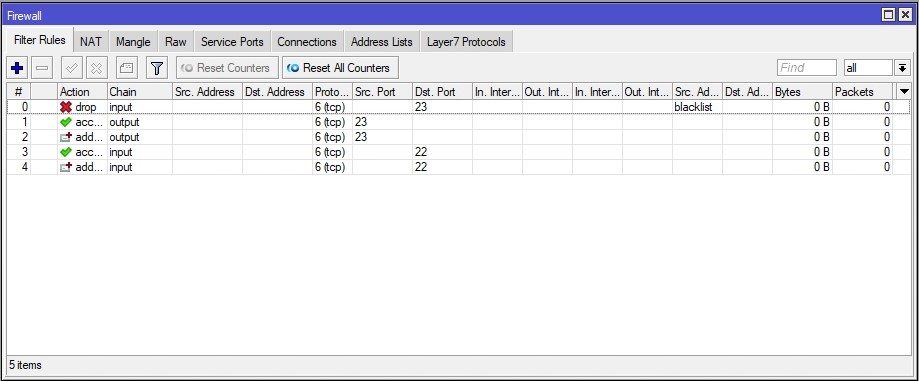 Firewall
Filter Rules NAT Mangle Raw Service Ports Connections Address Lists Layer7 Protocols
Reset Counters Reset All Counters Find all
# Action Chain Src. Address Dst. Address Proto... Src. Port Dst. Port In. Inter... Out. Int... In. Inter... Out. Int... Src. Ad... Dst. Ad... Bytes Packets
0 drop input 6 (tcp) 23 blacklist 0 B 0
1 acc... output 6 (tcp) 23 0 B 0
2 add... output 6 (tcp) 23 0 B 0
3 acc... input 6 (tcp) 22 0 B 0
4 add... input 6 (tcp) 22 0 B 0
5 items